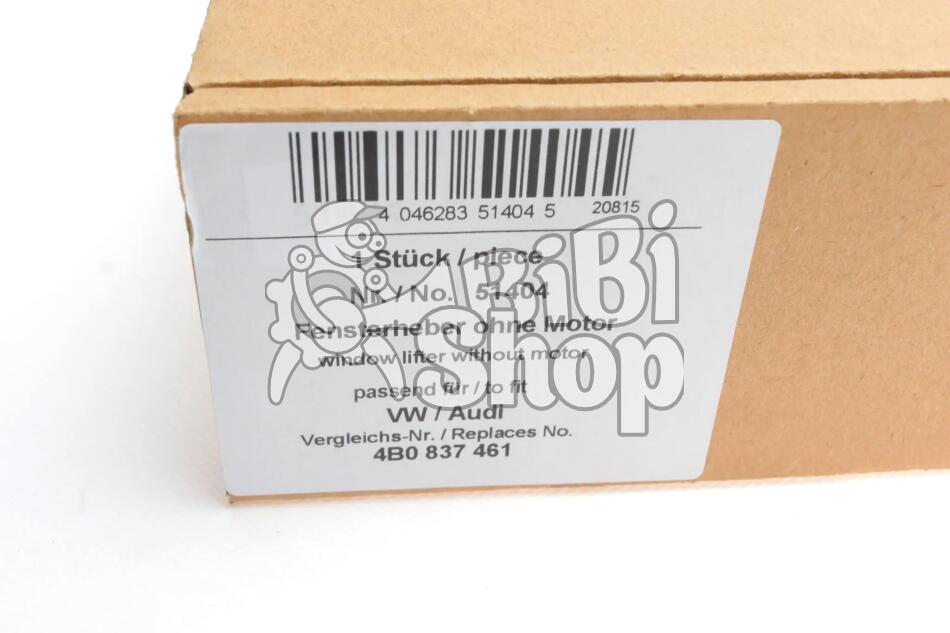 4 046283 51404 5 20815
1 Stück / piece
Nr. / No. 51404
Fensterheber ohne Motor
window lifter without motor
passend für / to fit
VW / Audi
Vergleichs-Nr. / Replaces No.
4B0 837 461
BiBi
Shop